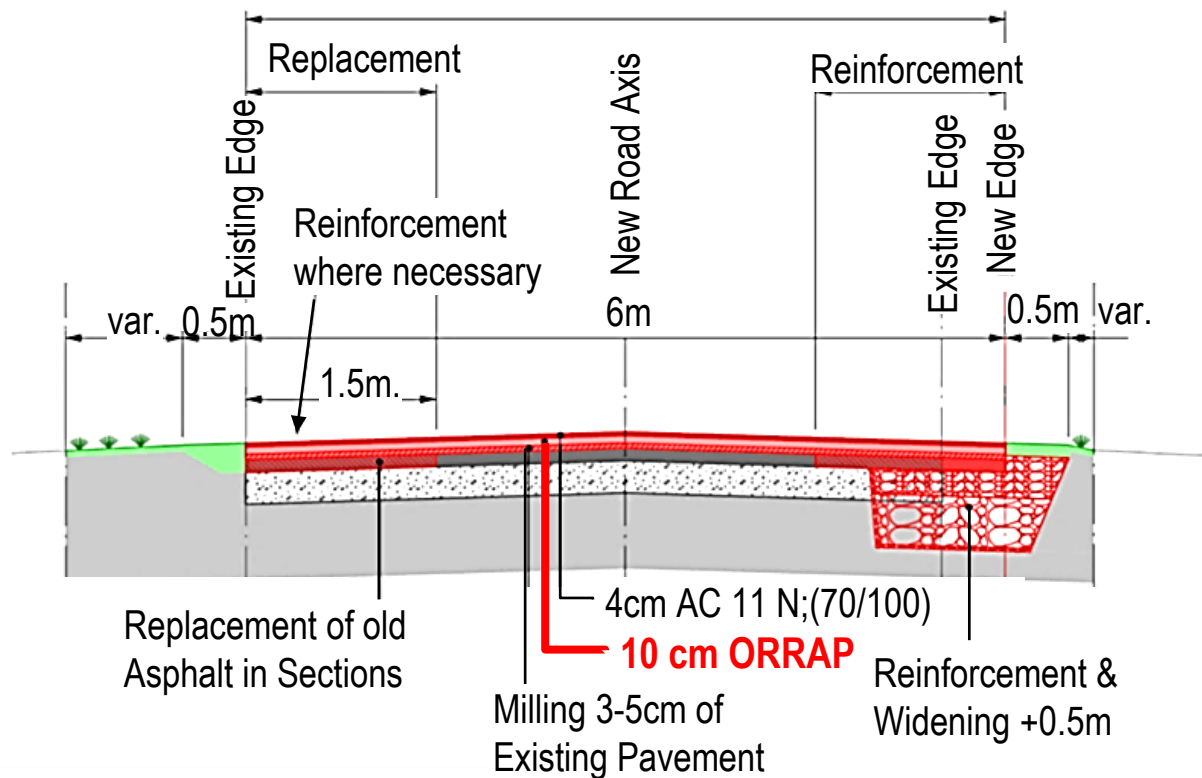 Replacement
Reinforcement
Existing Edge
New Road Axis
Existing Edge
New Edge
Reinforcement
where necessary
var.
0.5m
6m
0.5m
var.
1.5m.
4cm AC 11 N;(70/100)
10 cm ORRAP
Replacement of old
Asphalt in Sections
Milling 3-5cm of
Existing Pavement
Reinforcement &
Widening +0.5m